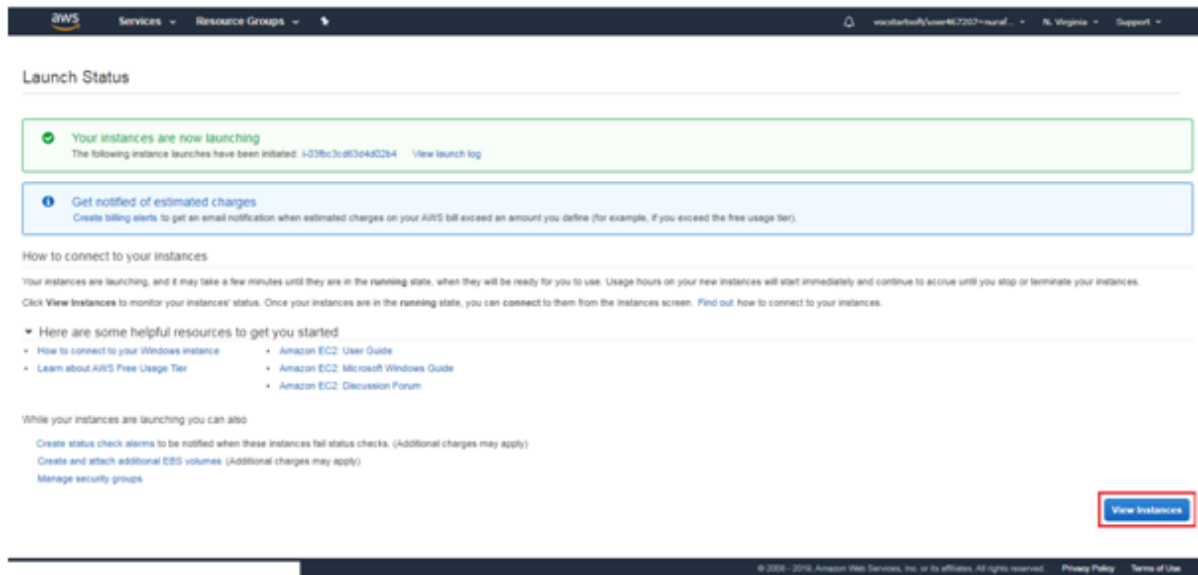 aws Services Resource Groups vocstartsoft/user467207=nuraf... N. Virginia Support
Launch Status
Your instances are now launching
The following instance launches have been initiated: i-03fbc3cd63d4d02b4 View launch log
Get notified of estimated charges
Create billing alerts to get an email notification when estimated charges on your AWS bill exceed an amount you define (for example, if you exceed the free usage tier).
How to connect to your instances
Your instances are launching, and it may take a few minutes until they are in the running state, when they will be ready for you to use. Usage hours on your new instances will start immediately and continue to accrue until you stop or terminate your instances.
Click View Instances to monitor your instances' status. Once your instances are in the running state, you can connect to them from the Instances screen. Find out how to connect to your instances.
Here are some helpful resources to get you started
• How to connect to your Windows instance • Amazon EC2: User Guide
• Learn about AWS Free Usage Tier • Amazon EC2: Microsoft Windows Guide
• Amazon EC2: Discussion Forum
While your instances are launching you can also
Create status check alarms to be notified when these instances fail status checks. (Additional charges may apply)
Create and attach additional EBS volumes (Additional charges may apply)
Manage security groups
View Instances
© 2008 - 2019, Amazon Web Services, Inc. or its affiliates. All rights reserved. Privacy Policy Terms of Use